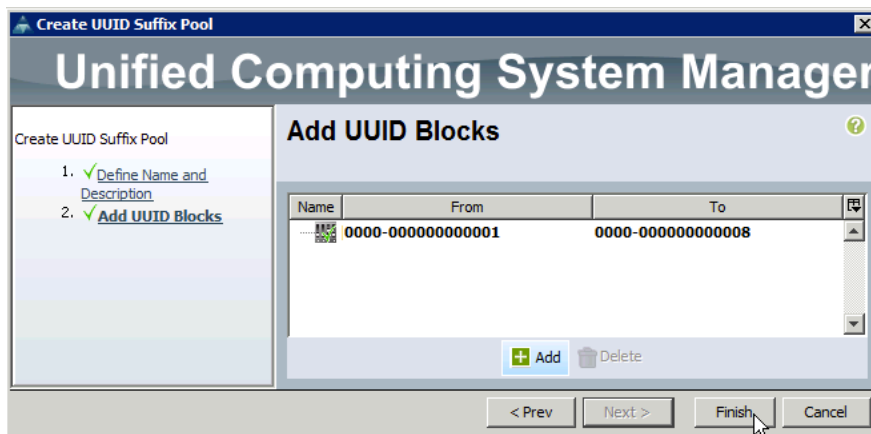 Create UUID Suffix Pool
Unified Computing System Manager
Create UUID Suffix Pool
1. Define Name and
Description
2. Add UUID Blocks
Add UUID Blocks
Name From To
0000-000000000001 0000-000000000008
Add Delete
< Prev Next > Finish Cancel